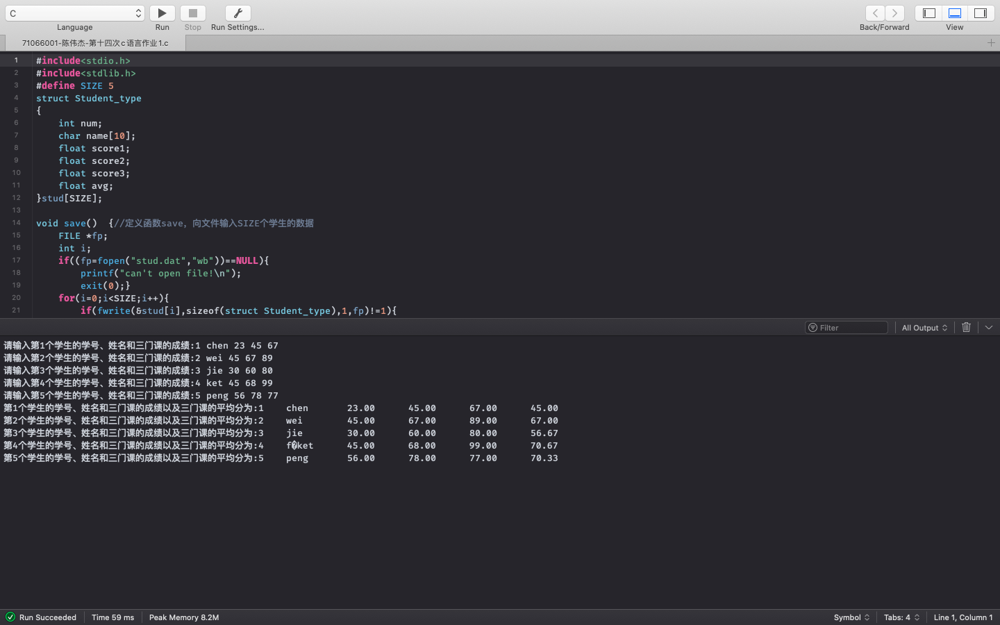 C
Language
Run
Stop
Run Settings...
Back/Forward
View
71066001-陈伟杰-第十四次c语言作业1.c
1 #include<stdio.h>
2 #include<stdlib.h>
3 #define SIZE 5
4 struct Student_type
5 {
6 int num;
7 char name[10];
8 float score1;
9 float score2;
10 float score3;
11 float avg;
12 }stud[SIZE];
13
14 void save()  {//定义函数save，向文件输入SIZE个学生的数据
15 FILE *fp;
16 int i;
17 if((fp=fopen("stud.dat","wb"))==NULL){
18 printf("can't open file!\n");
19 exit(0);}
20 for(i=0;i<SIZE;i++){
21 if(fwrite(&stud[i],sizeof(struct Student_type),1,fp)!=1){
Filter
All Output
请输入第1个学生的学号、姓名和三门课的成绩:1 chen 23 45 67
请输入第2个学生的学号、姓名和三门课的成绩:2 wei 45 67 89
请输入第3个学生的学号、姓名和三门课的成绩:3 jie 30 60 80
请输入第4个学生的学号、姓名和三门课的成绩:4 ket 45 68 99
请输入第5个学生的学号、姓名和三门课的成绩:5 peng 56 78 77
第1个学生的学号、姓名和三门课的成绩以及三门课的平均分为:1 chen 23.00 45.00 67.00 45.00
第2个学生的学号、姓名和三门课的成绩以及三门课的平均分为:2 wei 45.00 67.00 89.00 67.00
第3个学生的学号、姓名和三门课的成绩以及三门课的平均分为:3 jie 30.00 60.00 80.00 56.67
第4个学生的学号、姓名和三门课的成绩以及三门课的平均分为:4 f�ket 45.00 68.00 99.00 70.67
第5个学生的学号、姓名和三门课的成绩以及三门课的平均分为:5 peng 56.00 78.00 77.00 70.33
Run Succeeded
Time 59 ms
Peak Memory 8.2M
Symbol
Tabs: 4
Line 1, Column 1